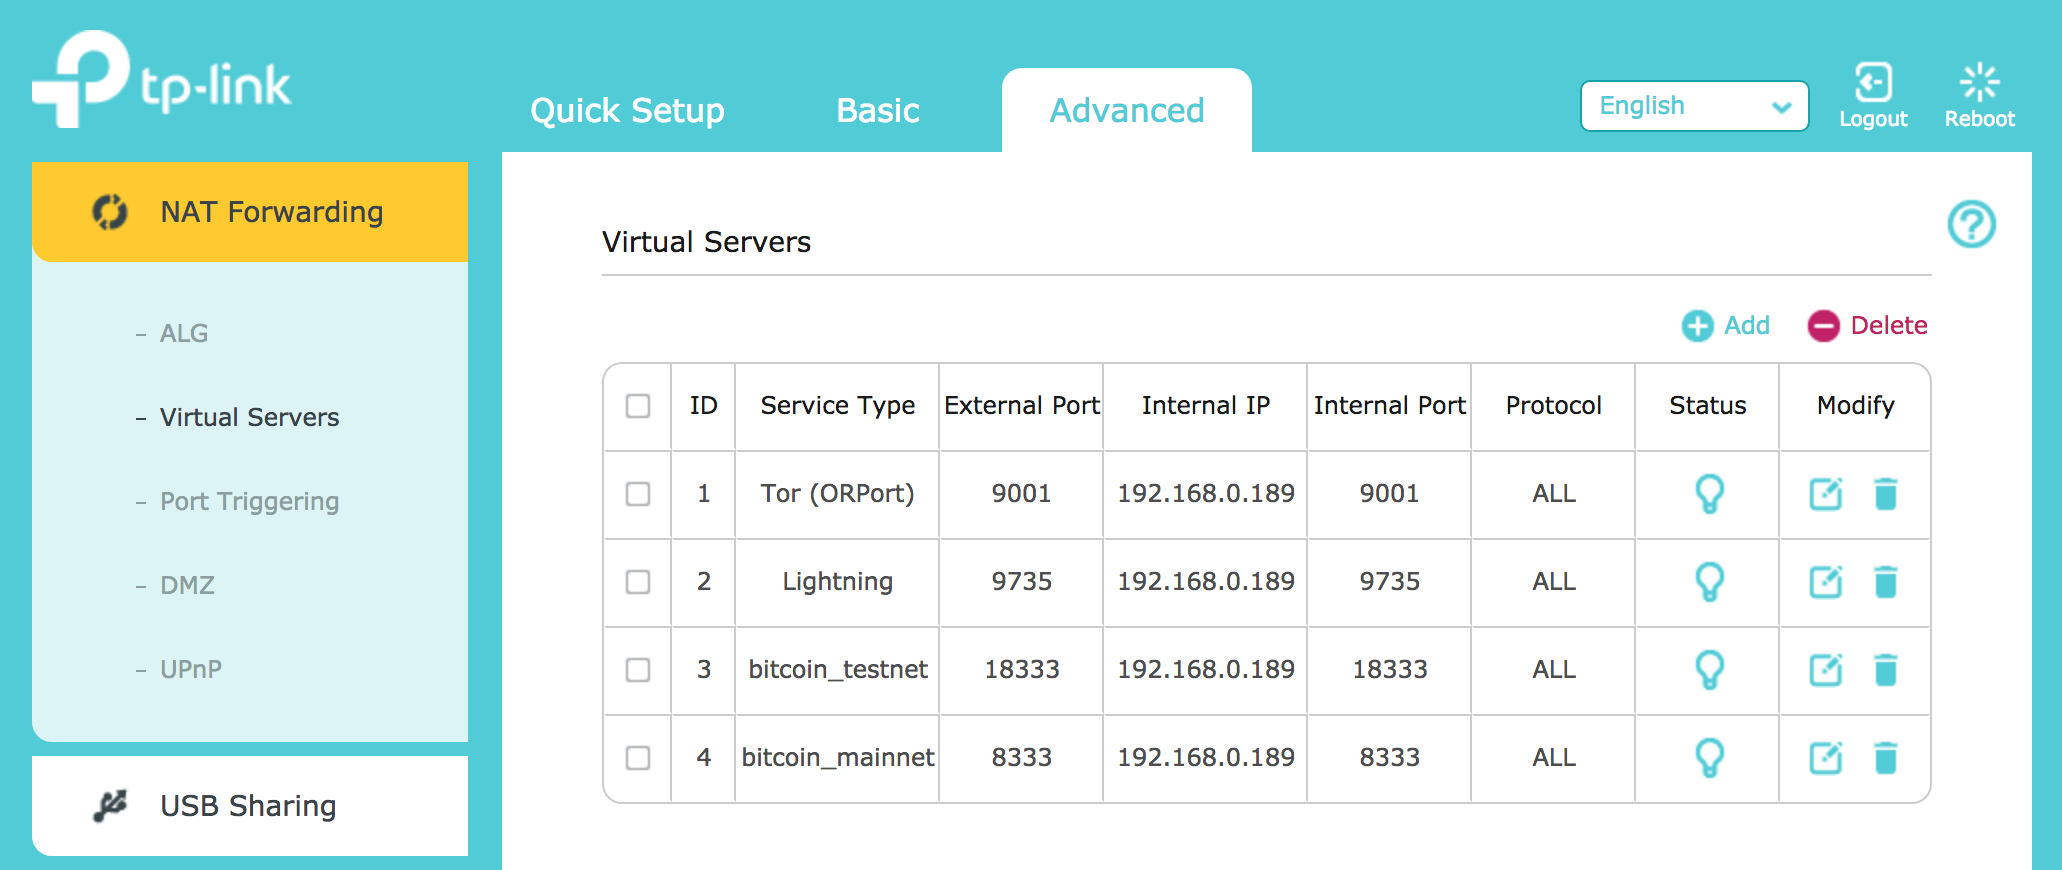 tp-link
Quick Setup Basic Advanced English Logout Reboot
NAT Forwarding
- ALG
- Virtual Servers
- Port Triggering
- DMZ
- UPnP
USB Sharing
Virtual Servers
Add Delete
ID Service Type External Port Internal IP Internal Port Protocol Status Modify
1 Tor (ORPort) 9001 192.168.0.189 9001 ALL
2 Lightning 9735 192.168.0.189 9735 ALL
3 bitcoin_testnet 18333 192.168.0.189 18333 ALL
4 bitcoin_mainnet 8333 192.168.0.189 8333 ALL